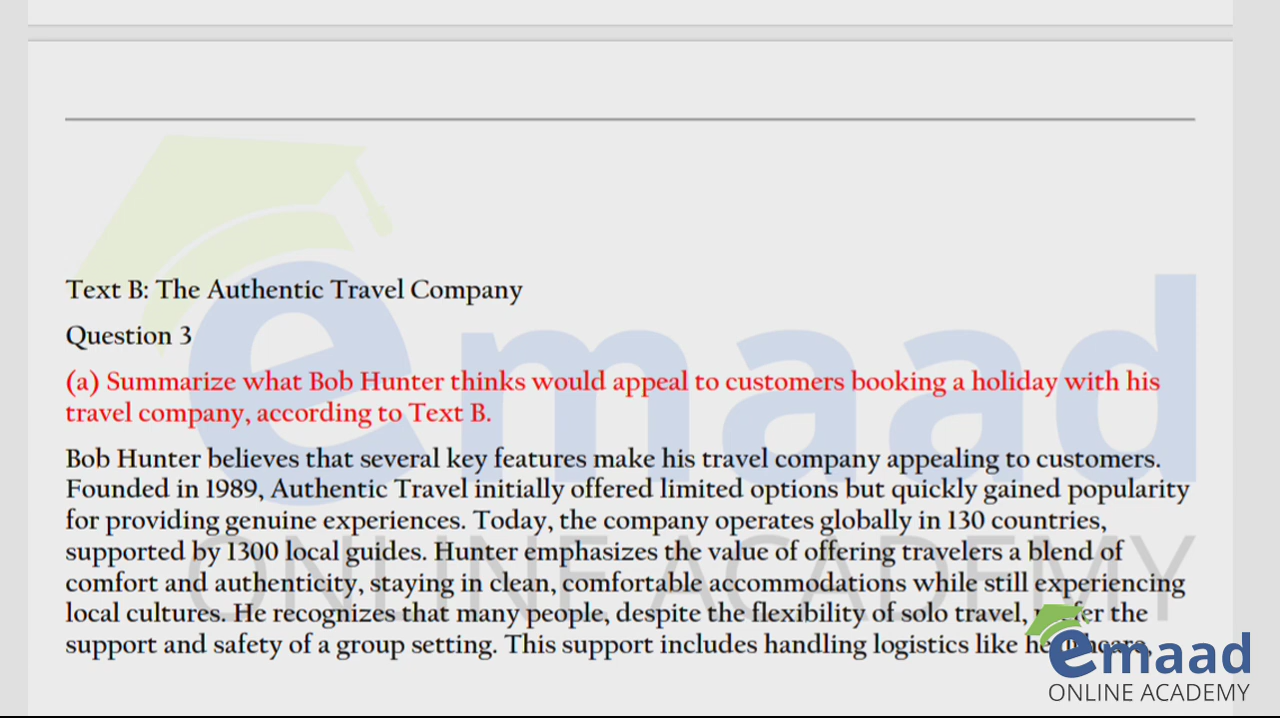 Text B: The Authentic Travel Company
Question 3
(a) Summarize what Bob Hunter thinks would appeal to customers booking a holiday with his
travel company, according to Text B.
Bob Hunter believes that several key features make his travel company appealing to customers.
Founded in 1989, Authentic Travel initially offered limited options but quickly gained popularity
for providing genuine experiences. Today, the company operates globally in 130 countries,
supported by 1300 local guides. Hunter emphasizes the value of offering travelers a blend of
comfort and authenticity, staying in clean, comfortable accommodations while still experiencing
local cultures. He recognizes that many people, despite the flexibility of solo travel, the
support and safety of a group setting. This support includes handling logistics like
emaad
ONLINE ACADEMY
emaad
ONLINE ACADEMY